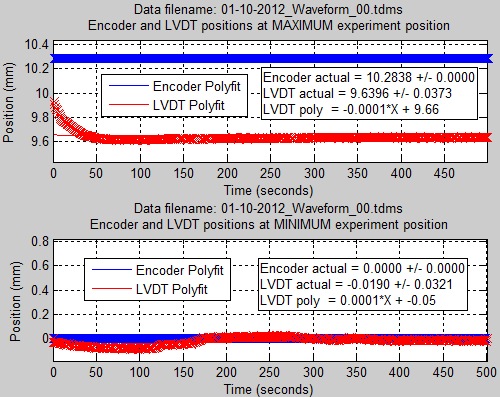 Data filename: 01-10-2012_Waveform_00.tdms
Encoder and LVDT positions at MAXIMUM experiment position
10.4
10.2
10
9.8
9.6
Position (mm)
Encoder Polyfit
LVDT Polyfit
Encoder actual = 10.2838 +/- 0.0000
LVDT actual = 9.6396 +/- 0.0373
LVDT poly = -0.0001*X + 9.66
0 50 100 150 200 250 300 350 400 450
Time (seconds)
Data filename: 01-10-2012_Waveform_00.tdms
Encoder and LVDT positions at MINIMUM experiment position
0.8
0.6
0.4
0.2
0
Position (mm)
Encoder Polyfit
LVDT Polyfit
Encoder actual = 0.0000 +/- 0.0000
LVDT actual = -0.0190 +/- 0.0321
LVDT poly = 0.0001*X + -0.05
0 50 100 150 200 250 300 350 400 450 500
Time (seconds)